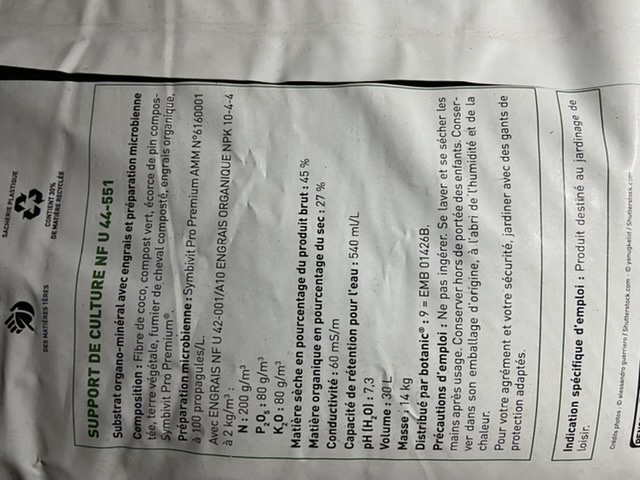 SACHERIE PLASTIQUE
CONTIENT 30%
DE MATIÈRE RECYCLÉE
DES MATIÈRES
SUPPORT DE CULTURE NF U 44-551
Substrat organo-minéral avec engrais et préparation microbienne
Composition : Fibre de coco, compost vert, écorce de pin compos-
tée, terre végétale, fumier de cheval composté, engrais organique,
Symbivit Pro Premium®.
Préparation microbienne : Symbivit Pro Premium AMM N°6160001
à 100 propagules/L.
Avec ENGRAIS NF U 42-001/A10 ENGRAIS ORGANIQUE NPK 10-4-4
à 2 kg/m³ :
N : 200 g/m³
P₂O₅ : 80 g/m³
K₂O : 80 g/m³
Matière sèche en pourcentage du produit brut : 45 %
Matière organique en pourcentage du sec : 27 %
Conductivité : 60 mS/m
Capacité de rétention pour l'eau : 540 ml/L
pH (H₂O) : 7,3
Volume : 30 L
Masse : 14 kg
Distribué par botanic® : 9 = EMB 01426B.
Précautions d'emploi : Ne pas ingérer. Se laver et se sécher les
mains après usage. Conserver hors de portée des enfants. Conser-
ver dans son emballage d'origine, à l'abri de l'humidité et de la
chaleur.
Pour votre agrément et votre sécurité, jardiner avec des gants de
protection adaptés.
Indication spécifique d'emploi : Produit destiné au jardinage de
loisir.
Crédits photos : © alessandro guerriero / Shutterstock.com - © / Shutterstock.com